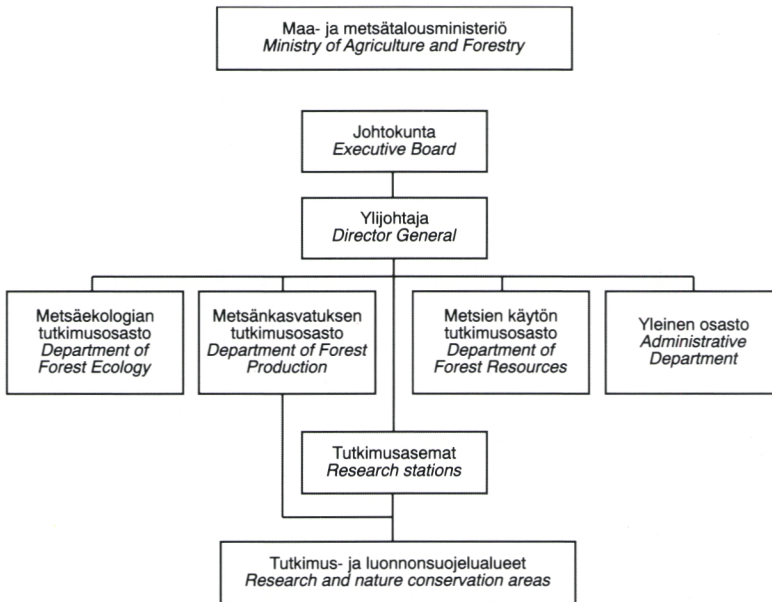 Maa- ja metsätalousministeriö
Ministry of Agriculture and Forestry
Johtokunta
Executive Board
Ylijohtaja
Director General
Metsäekologian
tutkimusosasto
Department of
Forest Ecology
Metsänkasvatuksen
tutkimusosasto
Department of Forest
Production
Metsien käytön
tutkimusosasto
Department of
Forest Resources
Yleinen osasto
Administrative
Department
Tutkimusasemat
Research stations
Tutkimus- ja luonnonsuojelualueet
Research and nature conservation areas